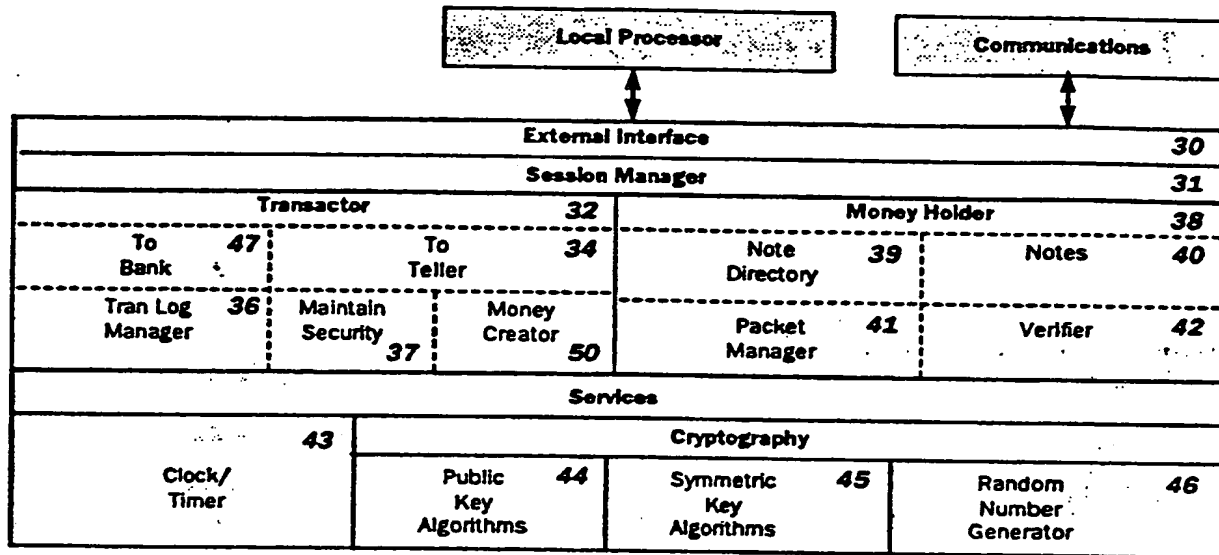 Local Processor
Communications
External Interface 30
Session Manager 31
Transactor 32
Money Holder 38
To Bank 47
To Teller 34
Note Directory 39
Notes 40
Tran Log Manager 36
Maintain Security 37
Money Creator 50
Packet Manager 41
Verifier 42
Services
43
Clock/
Timer
Cryptography
Public 44
Key
Algorithms
Symmetric 45
Key
Algorithms
Random 46
Number
Generator